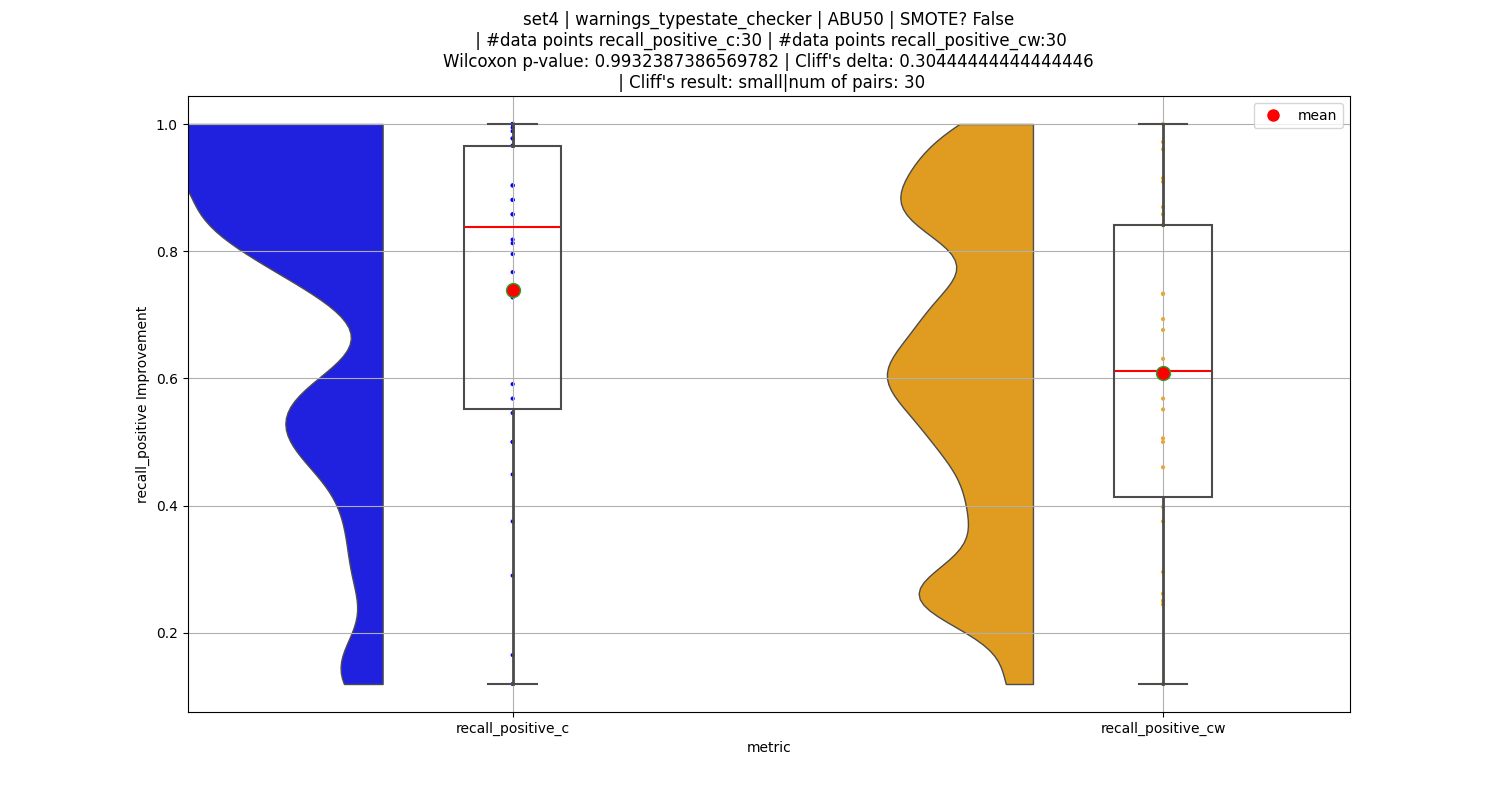 set4 | warnings_typestate_checker | ABU50 | SMOTE? False
| #data points recall_positive_c:30 | #data points recall_positive_cw:30
Wilcoxon p-value: 0.9932387386569782 | Cliff's delta: 0.30444444444444446
| Cliff's result: small|num of pairs: 30
mean
1.0
0.8
0.6
0.4
0.2
recall_positive Improvement
recall_positive_c
recall_positive_cw
metric